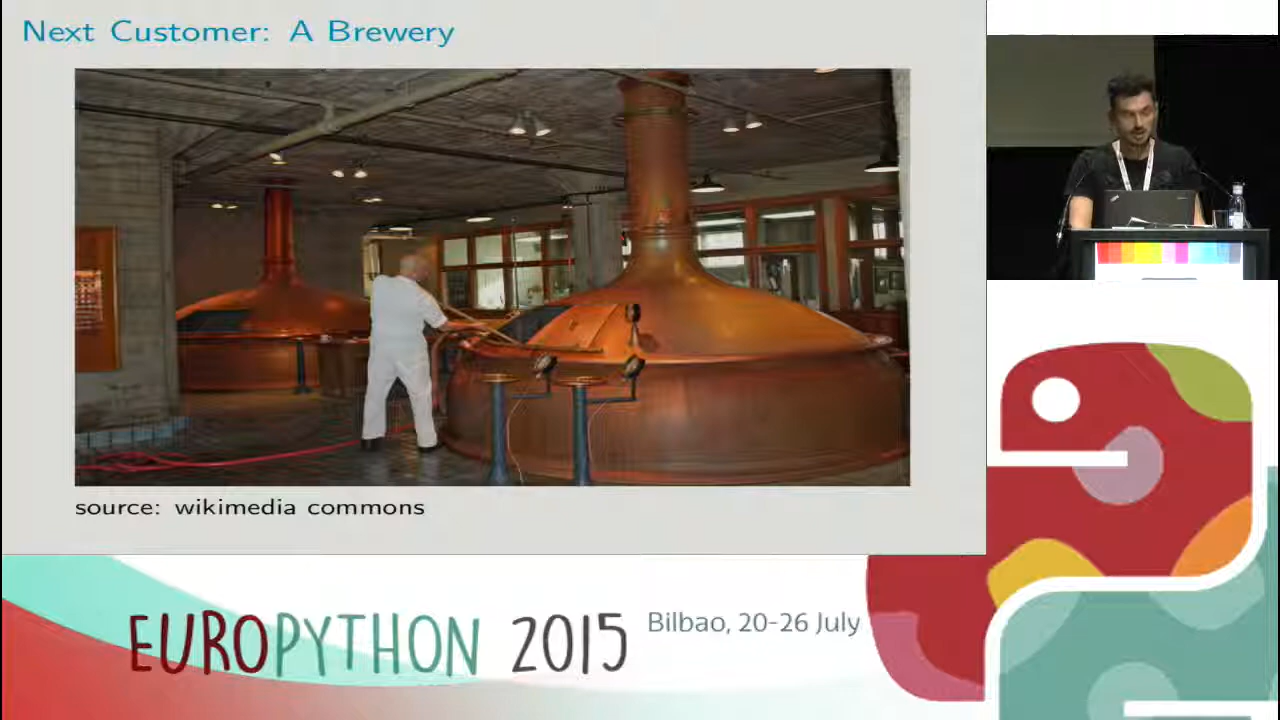 Next Customer: A Brewery
source: wikimedia commons
EUROPYTHON 2015
Bilbao, 20-26 July